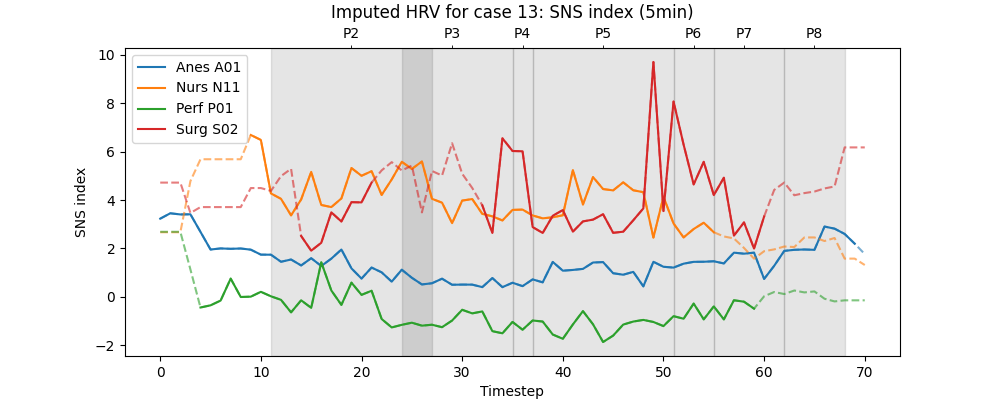 Imputed HRV for case 13: SNS index (5min)
P2 P3 P4 P5 P6 P7 P8
Anes A01
Nurs N11
Perf P01
Surg S02
10
8
6
4
2
0
−2
SNS index
0 10 20 30 40 50 60 70
Timestep